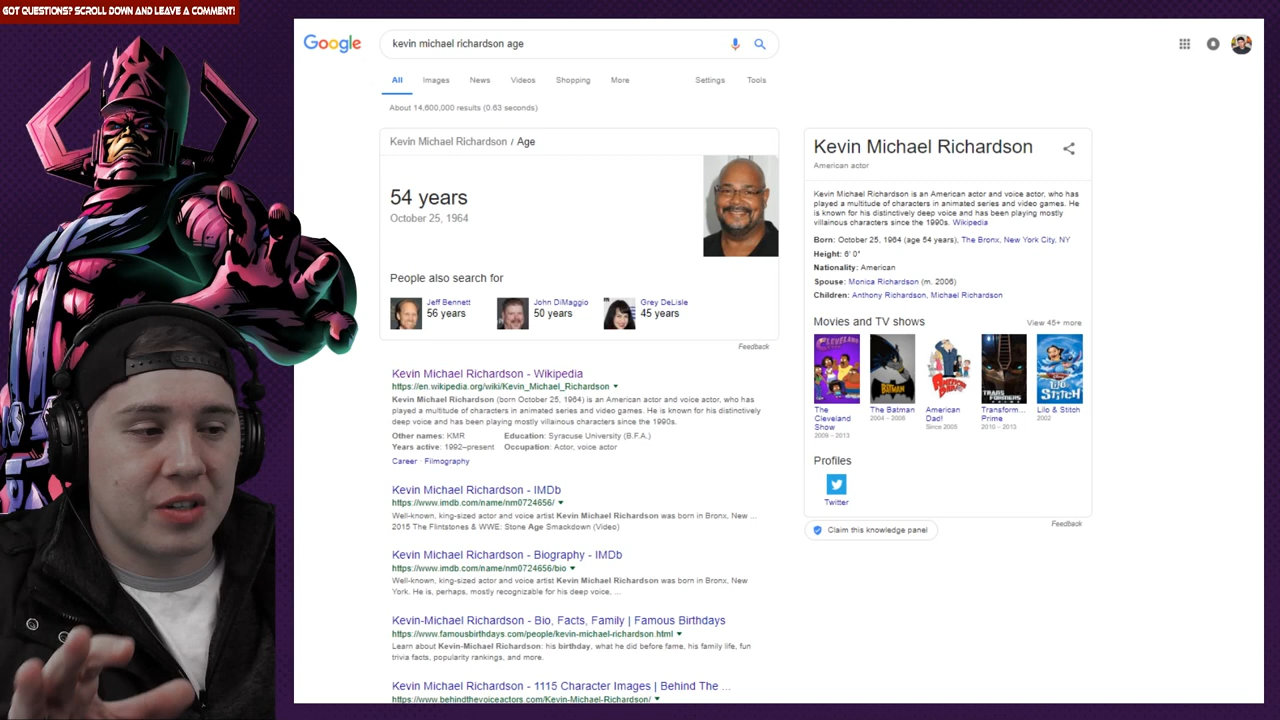 GOT QUESTIONS? SCROLL DOWN AND LEAVE A COMMENT!
Google
kevin michael richardson age
All Images News Videos Shopping More Settings Tools
About 14,600,000 results (0.63 seconds)
Kevin Michael Richardson / Age
54 years
October 25, 1964
People also search for
Jeff Bennett
56 years
John DiMaggio
50 years
Grey DeLisle
45 years
Feedback
Kevin Michael Richardson - Wikipedia
https://en.wikipedia.org/wiki/Kevin_Michael_Richardson
Kevin Michael Richardson (born October 25, 1964) is an American actor and voice actor, who has
played a multitude of characters in animated series and video games. He is known for his distinctively
deep voice and has been playing mostly villainous characters since the 1990s.
Other names: KMR Education: Syracuse University (B.F.A.)
Years active: 1992–present Occupation: Actor, voice actor
Career · Filmography
Kevin Michael Richardson - IMDb
https://www.imdb.com/name/nm0724656/
Well-known, king-sized actor and voice artist Kevin Michael Richardson was born in Bronx, New ...
2015 The Flintstones & WWE: Stone Age Smackdown (Video)
Kevin Michael Richardson - Biography - IMDb
https://www.imdb.com/name/nm0724656/bio
Well-known, king-sized actor and voice artist Kevin Michael Richardson was born in Bronx, New
York. He is, perhaps, mostly recognizable for his deep voice, ...
Kevin-Michael Richardson - Bio, Facts, Family | Famous Birthdays
https://www.famousbirthdays.com/people/kevin-michael-richardson.html
Learn about Kevin-Michael Richardson: his birthday, what he did before fame, his family life, fun
trivia facts, popularity rankings, and more.
Kevin Michael Richardson - 1115 Character Images | Behind The ...
https://www.behindthevoiceactors.com/Kevin-Michael-Richardson/
Kevin Michael Richardson
American actor
Kevin Michael Richardson is an American actor and voice actor, who has
played a multitude of characters in animated series and video games. He
is known for his distinctively deep voice and has been playing mostly
villainous characters since the 1990s. Wikipedia
Born: October 25, 1964 (age 54 years), The Bronx, New York City, NY
Height: 6' 0"
Nationality: American
Spouse: Monica Richardson (m. 2006)
Children: Anthony Richardson, Michael Richardson
Movies and TV shows
View 45+ more
The
Cleveland
Show
2009 – 2013
The Batman
2004 – 2008
American
Dad!
Since 2005
Transform...
Prime
2010 – 2013
Lilo & Stitch
2002
Profiles
Twitter
Feedback
Claim this knowledge panel